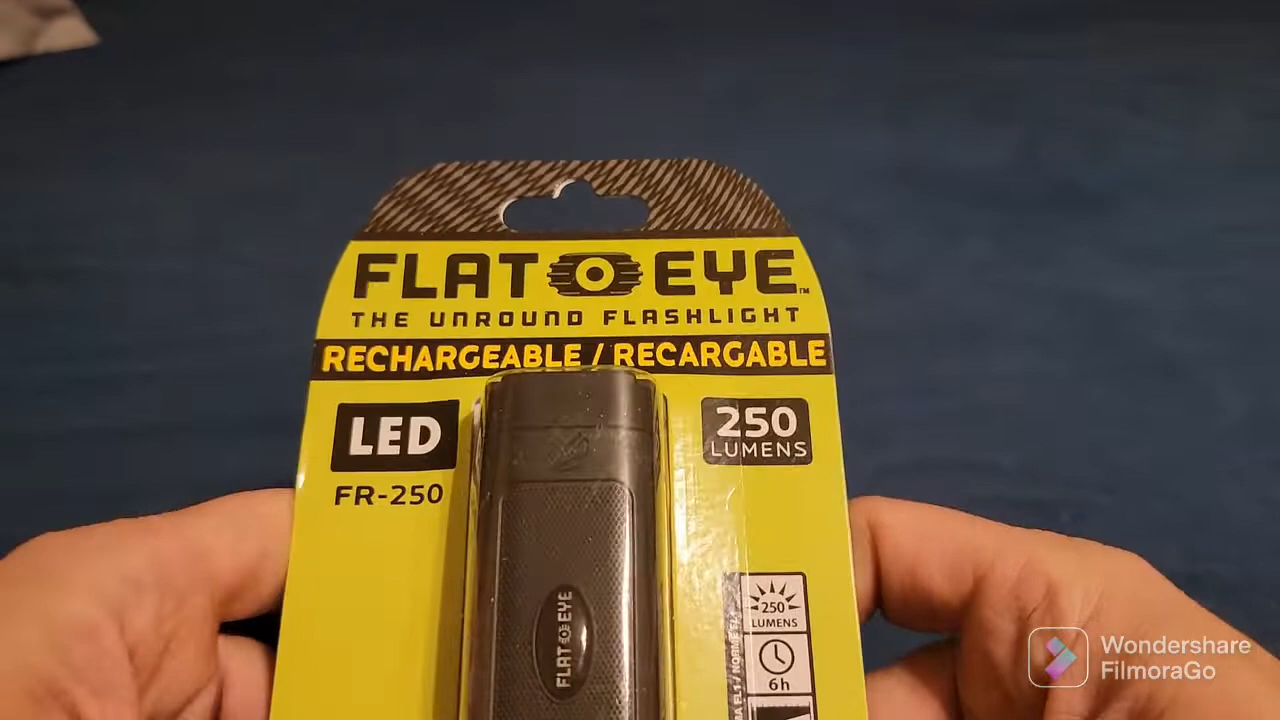 FLAT EYE™
THE UNROUND FLASHLIGHT
RECHARGEABLE / RECARGABLE
LED
250
LUMENS
FR-250
FLAT EYE
250
LUMENS
6h
Wondershare
FilmoraGo